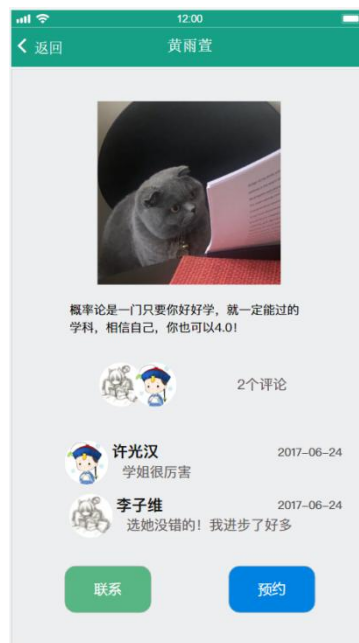 12:00
返回 黄雨萱
概率论是一门只要你好好学，就一定能过的
学科，相信自己，你也可以4.0！
2个评论
许光汉 2017-06-24
学姐很厉害
李子维 2017-06-24
选她没错的！我进步了好多
联系 预约